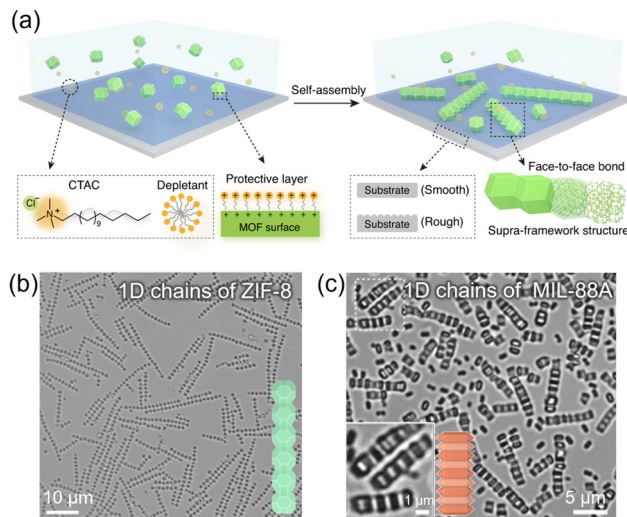 (a)
Self-assembly
CTAC
Cl⁻
N⁺
9
Depletant
Protective layer
+ + + + + + + + + +
+ + + + + + + + + +
MOF surface
Substrate (Smooth)
Substrate (Rough)
Face-to-face bond
Supra-framework structure
(b) 1D chains of ZIF-8
10 μm
(c) 1D chains of MIL-88A
1 μm
5 μm